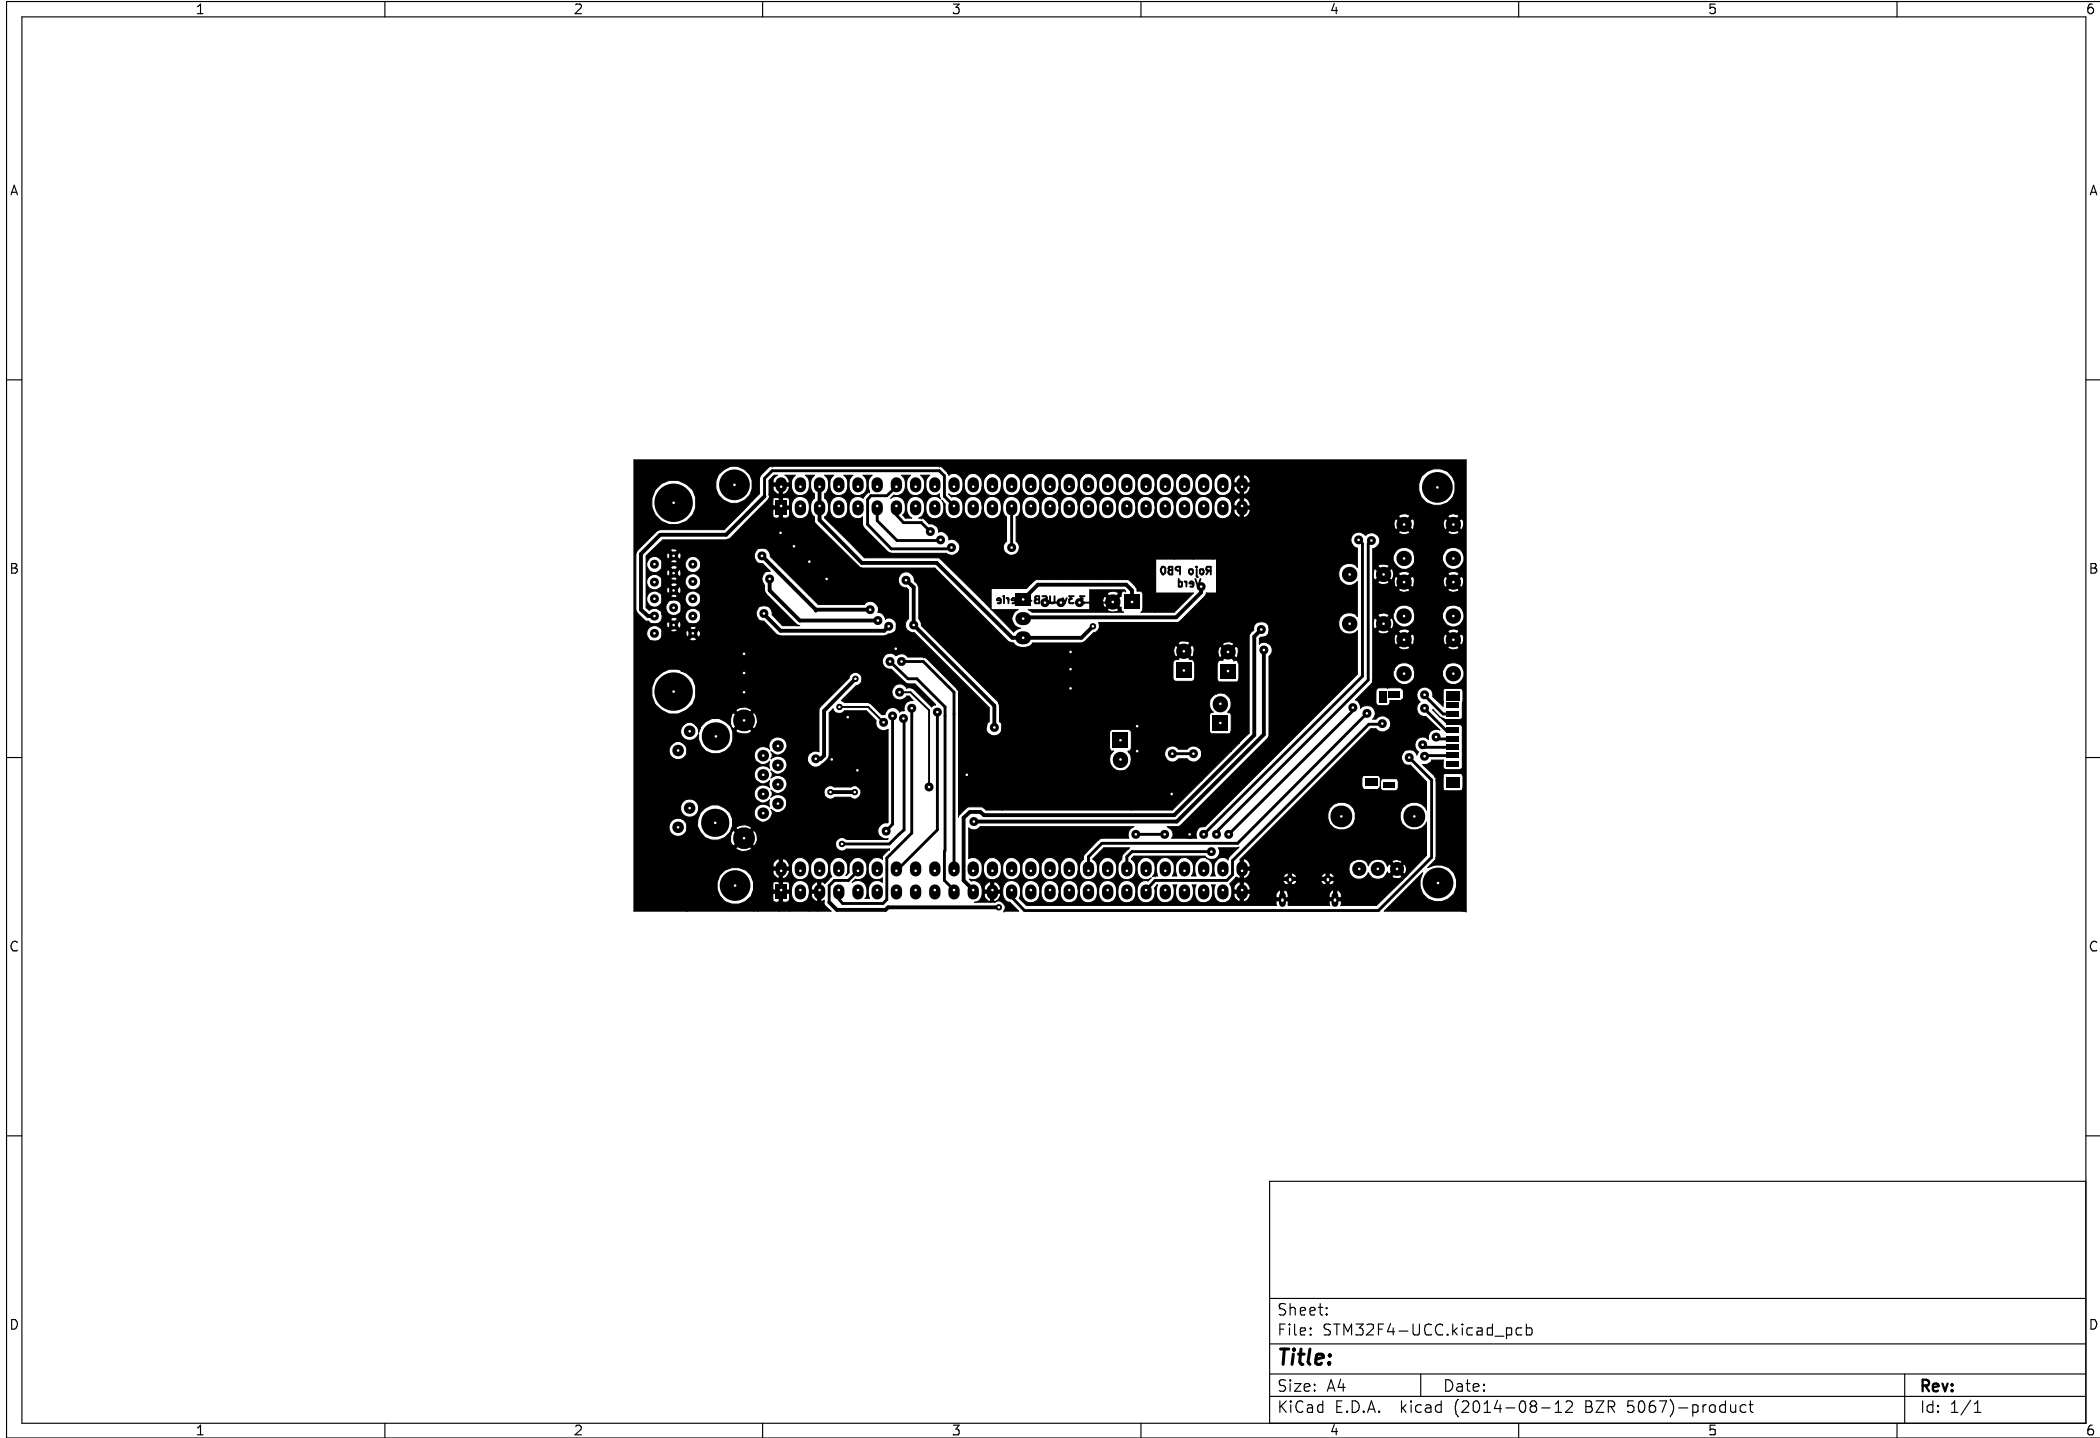 1 2 3 4 5 6
A A
Rojo PB0
B B
Verd
C C
Sheet:
D D
File: STM32F4-UCC.kicad_pcb
Title:
Size: A4 Date: Rev:
KiCad E.D.A. kicad (2014-08-12 BZR 5067)-product Id: 1/1
1 2 3 4 5 6